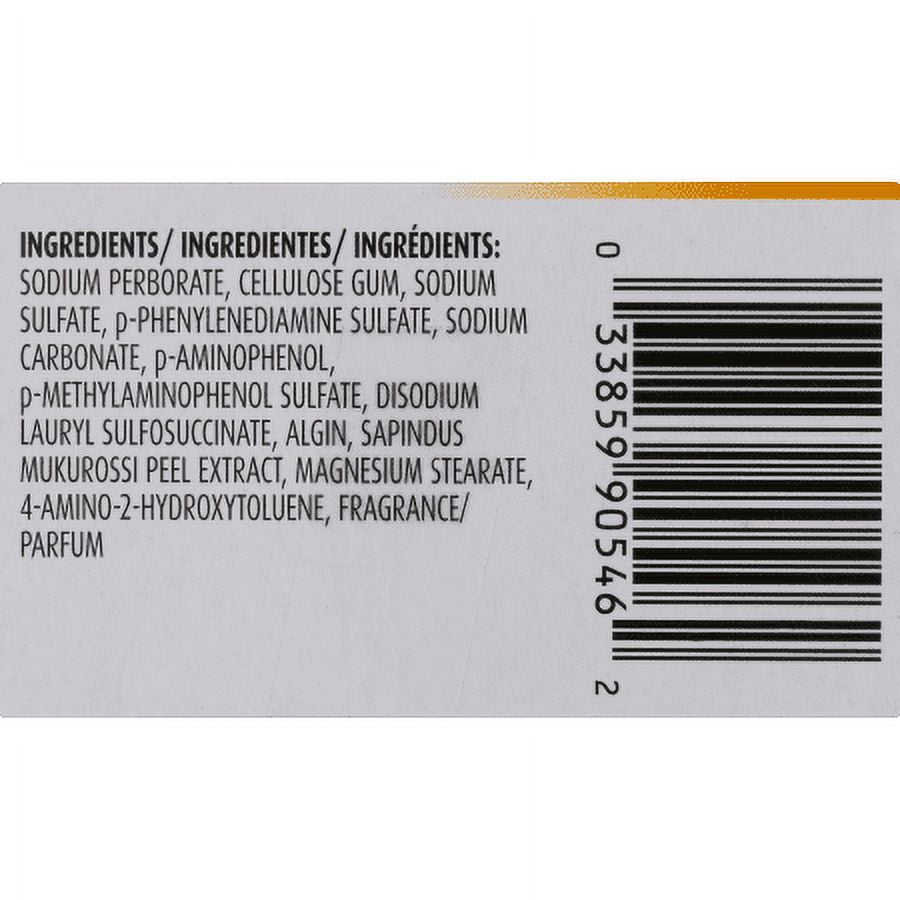 INGREDIENTS/ INGREDIENTES/ INGRÉDIENTS:
SODIUM PERBORATE, CELLULOSE GUM, SODIUM
SULFATE, p-PHENYLENEDIAMINE SULFATE, SODIUM
CARBONATE, p-AMINOPHENOL,
p-METHYLAMINOPHENOL SULFATE, DISODIUM
LAURYL SULFOSUCCINATE, ALGIN, SAPINDUS
MUKUROSSI PEEL EXTRACT, MAGNESIUM STEARATE,
4-AMINO-2-HYDROXYTOLUENE, FRAGRANCE/
PARFUM
0 33859 90546 2